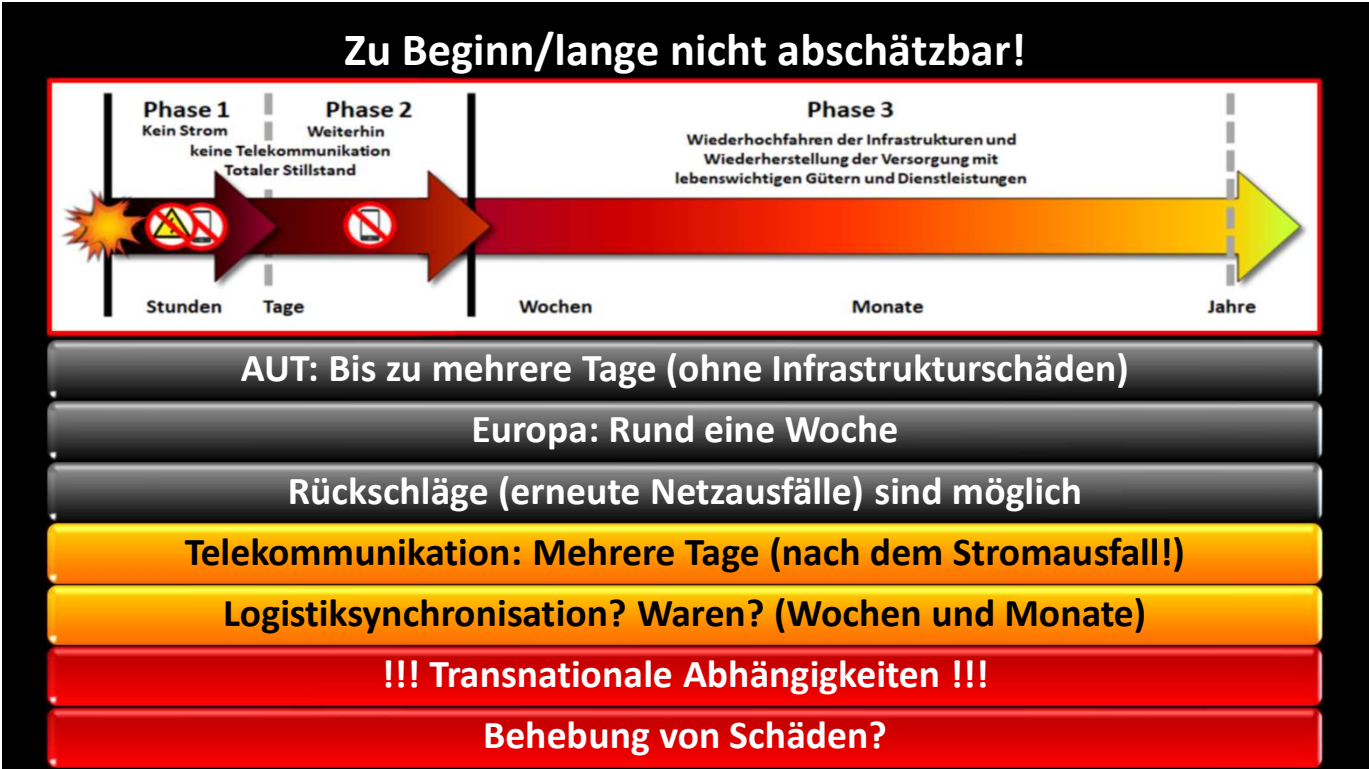 Zu Beginn/lange nicht abschätzbar!
Phase 1
Kein Strom
Phase 2
Weiterhin
keine Telekommunikation
Totaler Stillstand
Phase 3
Wiederhochfahren der Infrastrukturen und
Wiederherstellung der Versorgung mit
lebenswichtigen Gütern und Dienstleistungen
Stunden
Tage
Wochen
Monate
Jahre
AUT: Bis zu mehrere Tage (ohne Infrastrukturschäden)
Europa: Rund eine Woche
Rückschläge (erneute Netzausfälle) sind möglich
Telekommunikation: Mehrere Tage (nach dem Stromausfall!)
Logistiksynchronisation? Waren? (Wochen und Monate)
!!! Transnationale Abhängigkeiten !!!
Behebung von Schäden?